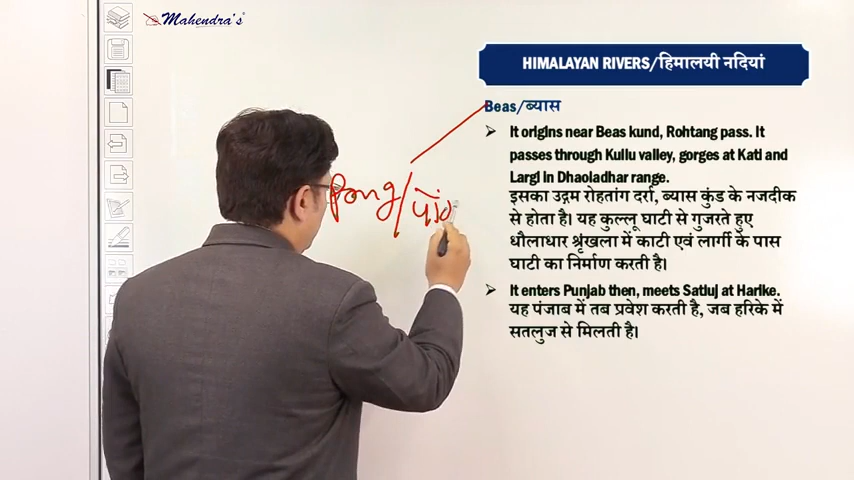 Mahendra's
HIMALAYAN RIVERS/हिमालयी नदियां
Beas/ब्यास
It origins near Beas kund, Rohtang pass. It
passes through Kullu valley, gorges at Kati and
Largi in Dhaoladhar range.
इसका उद्गम रोहतांग दर्रा, ब्यास कुंड के नजदीक
से होता है। यह कुल्लू घाटी से गुजरते हुए
धौलाधार श्रृंखला में काटी एवं लार्गी के पास
घाटी का निर्माण करती है।
It enters Punjab then, meets Satluj at Harike.
यह पंजाब में तब प्रवेश करती है, जब हरिके में
सतलुज से मिलती है।
Pong/